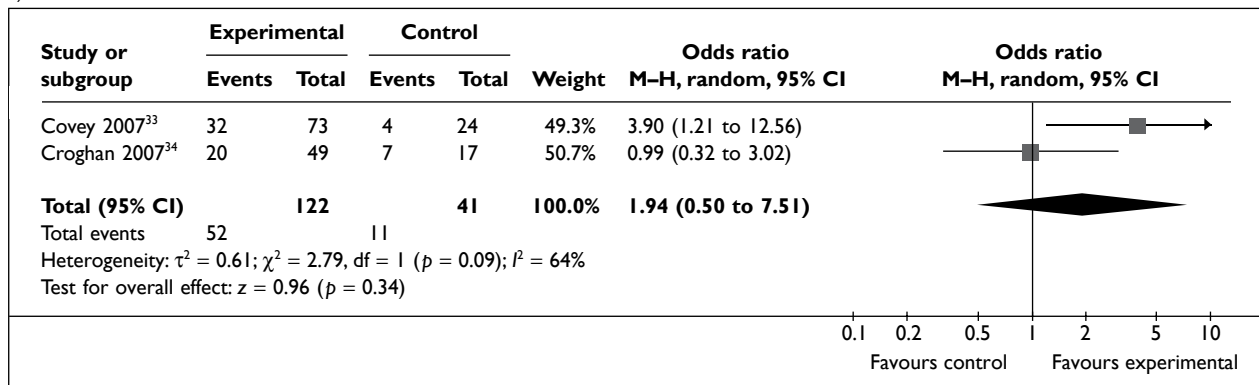 Experimental Control
Study or subgroup Events Total Events Total Weight Odds ratio M–H, random, 95% CI Odds ratio M–H, random, 95% CI
Covey 2007³³ 32 73 4 24 49.3% 3.90 (1.21 to 12.56)
Croghan 2007³⁴ 20 49 7 17 50.7% 0.99 (0.32 to 3.02)
Total (95% CI) 122 41 100.0% 1.94 (0.50 to 7.51)
Total events 52 11
Heterogeneity: τ² = 0.61; χ² = 2.79, df = 1 (p = 0.09); I² = 64%
Test for overall effect: z = 0.96 (p = 0.34)
0.1 0.2 0.5 1 2 5 10
Favours control Favours experimental